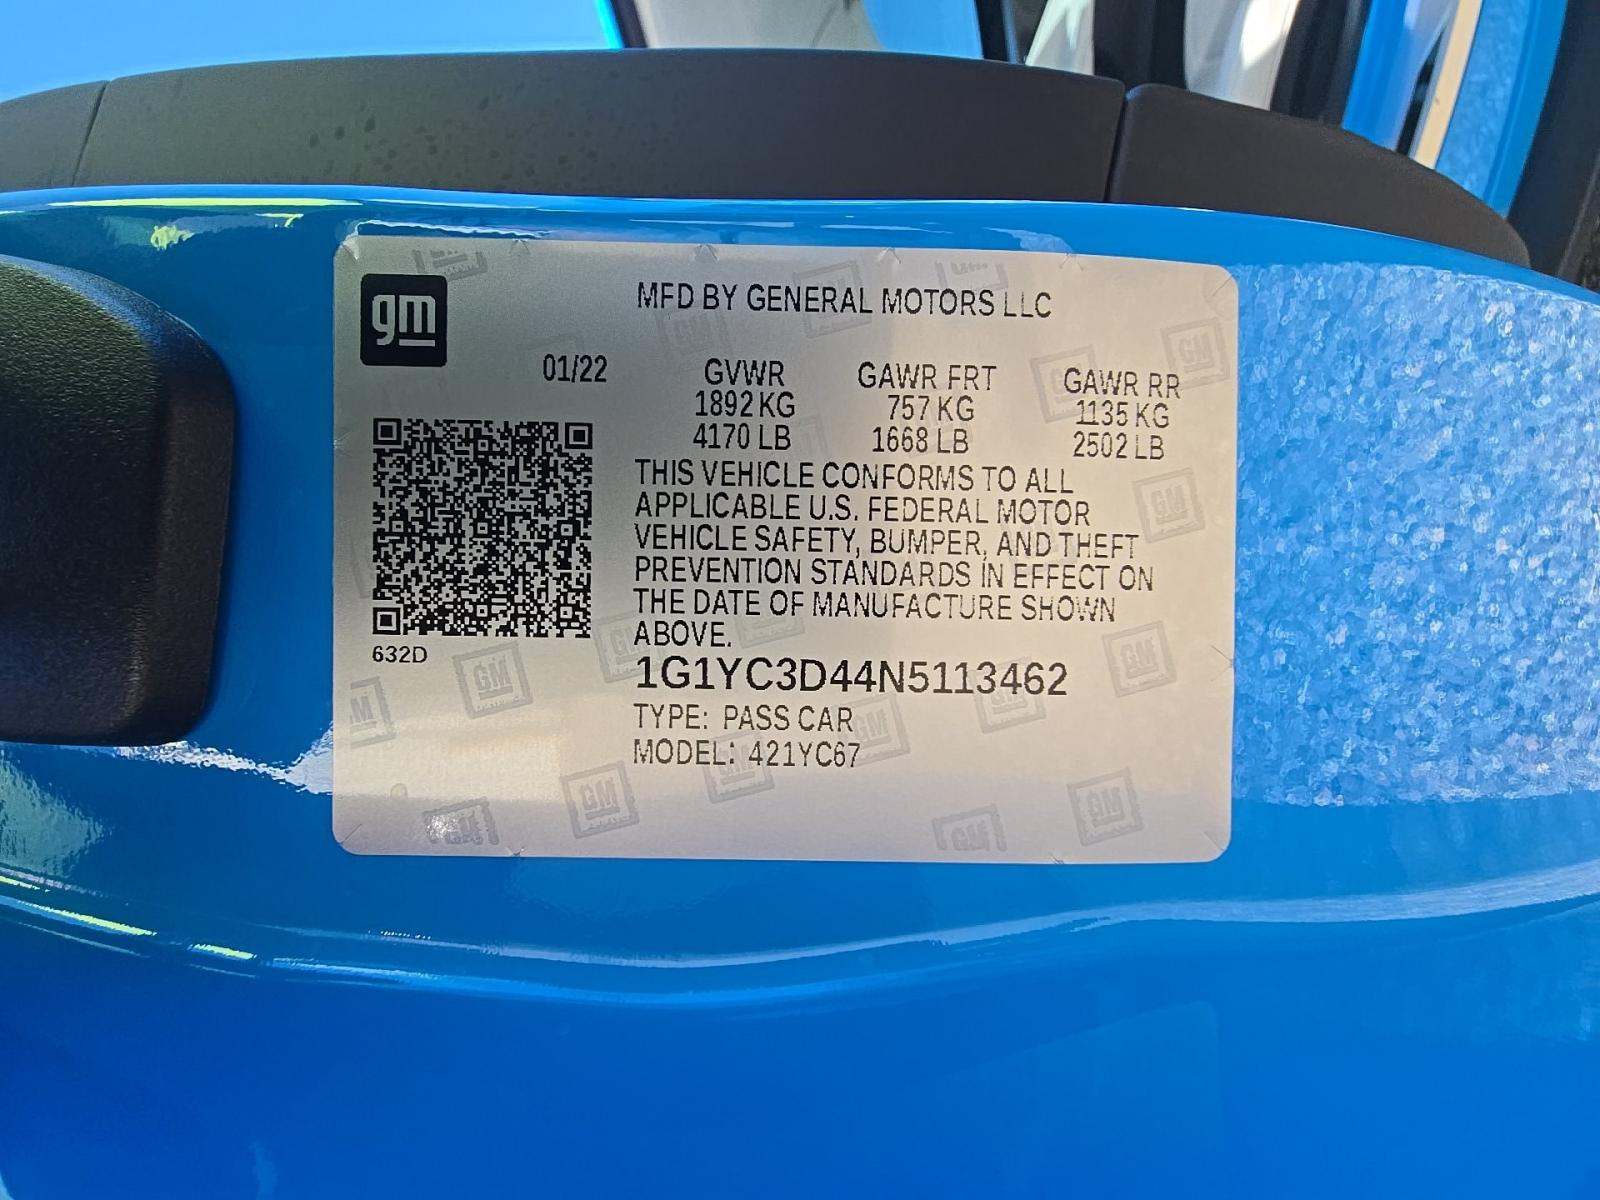 gm
MFD BY GENERAL MOTORS LLC
01/22 GVWR GAWR FRT GAWR RR
1892 KG 757 KG 1135 KG
4170 LB 1668 LB 2502 LB
THIS VEHICLE CONFORMS TO ALL
APPLICABLE U.S. FEDERAL MOTOR
VEHICLE SAFETY, BUMPER, AND THEFT
PREVENTION STANDARDS IN EFFECT ON
THE DATE OF MANUFACTURE SHOWN
ABOVE.
632D
1G1YC3D44N5113462
TYPE: PASS CAR
MODEL: 421YC67